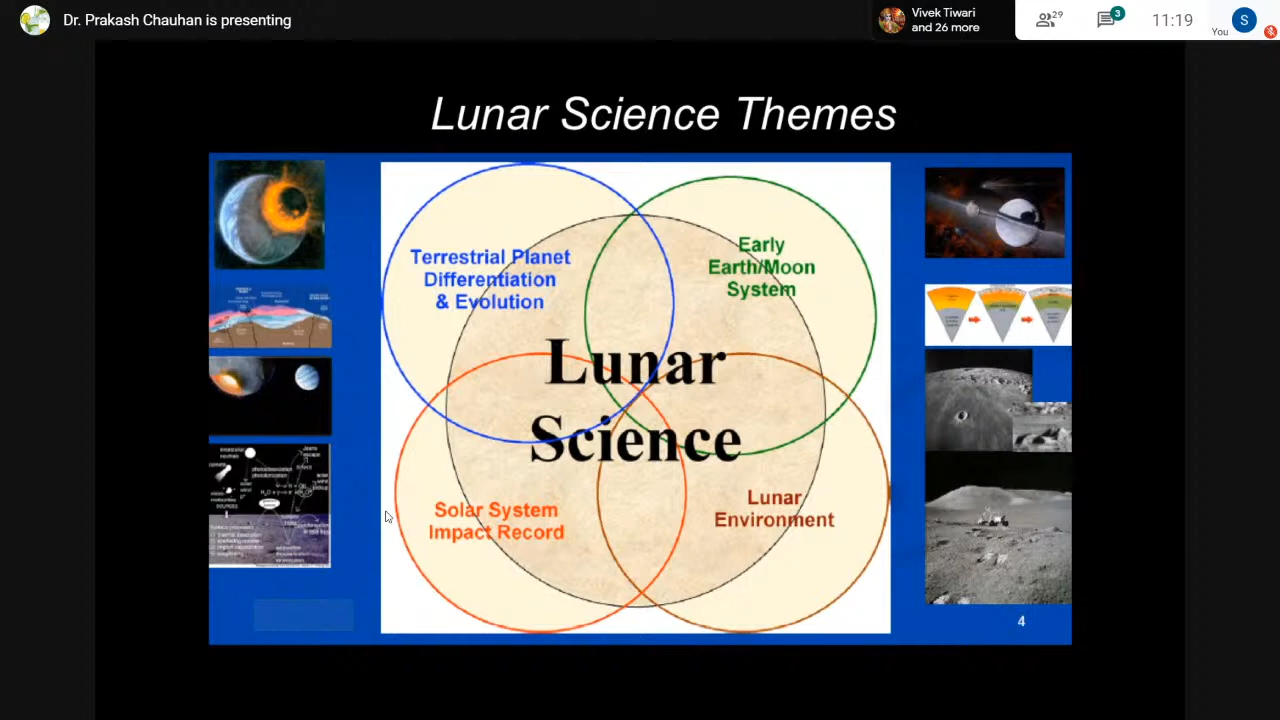 Dr. Prakash Chauhan is presenting
Vivek Tiwari
and 26 more
29
3
11:19
You
S
Lunar Science Themes
Terrestrial Planet
Differentiation
& Evolution
Early
Earth/Moon
System
Lunar
Science
Solar System
Impact Record
Lunar
Environment
4